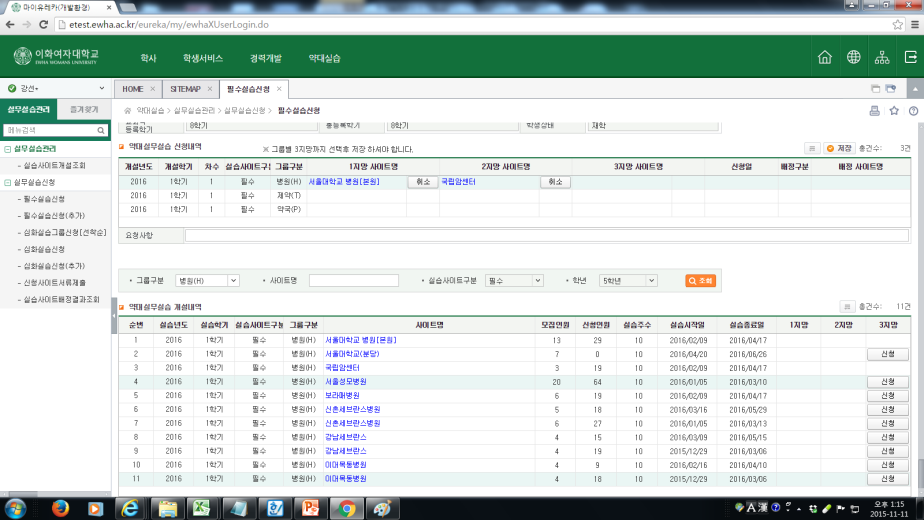 마이유레카(개발환경)
etest.ewha.ac.kr/eureka/my/ewhaXUserLogin.do
이화여자대학교 학사 학생서비스 경력개발 약대실습
EWHA WOMANS UNIVERSITY
강선* HOME SITEMAP 필수실습신청
실무실습관리 즐겨찾기 약대실습 > 실무실습관리 > 실무실습신청 > 필수실습신청
메뉴검색
등록학기 8학기 총등록학기 8학기 학생상태 재학
실무실습관리
- 실습사이트개설조회
실무실습신청
- 필수실습신청
- 필수실습신청(추가)
- 심화실습그룹신청[선착순]
- 심화실습신청
- 심화실습신청(추가)
- 신청사이트서류제출
- 실습사이트배정결과조회
약대실무실습 신청내역 ※ 그룹별 3지망까지 선택후 저장 하셔야 합니다. 저장 총건수: 3건
개설년도 개설학기 차수 실습사이트구분 그룹구분 1지망 사이트명 2지망 사이트명 3지망 사이트명 신청일 배정구분 배정 사이트명
2016 1학기 1 필수 병원(H) 서울대학교 병원[본원] 취소 국립암센터 취소
2016 1학기 1 필수 제약(T)
2016 1학기 1 필수 약국(P)
요청사항
• 그룹구분 병원(H) • 사이트명 • 실습사이트구분 필수 • 학년 5학년 조회
약대실무실습 개설내역 총건수: 11건
순번 실습년도 실습학기 실습사이트구분 그룹구분 사이트명 모집인원 신청인원 실습주수 실습시작일 실습종료일 1지망 2지망 3지망
1 2016 1학기 필수 병원(H) 서울대학교 병원[본원] 13 29 10 2016/02/09 2016/04/17
2 2016 1학기 필수 병원(H) 서울대학교(분당) 7 0 10 2016/04/20 2016/06/26 신청
3 2016 1학기 필수 병원(H) 국립암센터 3 19 10 2016/02/09 2016/04/17
4 2016 1학기 필수 병원(H) 서울성모병원 20 64 10 2016/01/05 2016/03/10 신청
5 2016 1학기 필수 병원(H) 보라매병원 6 19 10 2016/02/09 2016/04/17 신청
6 2016 1학기 필수 병원(H) 신촌세브란스병원 5 18 10 2016/03/16 2016/05/29 신청
7 2016 1학기 필수 병원(H) 신촌세브란스병원 6 27 10 2016/01/05 2016/03/13 신청
8 2016 1학기 필수 병원(H) 강남세브란스 4 15 10 2016/03/09 2016/05/15 신청
9 2016 1학기 필수 병원(H) 강남세브란스 4 19 10 2015/12/29 2016/03/06 신청
10 2016 1학기 필수 병원(H) 이대목동병원 4 9 10 2016/02/16 2016/04/10 신청
11 2016 1학기 필수 병원(H) 이대목동병원 4 18 10 2015/12/29 2016/03/06 신청
A 漢 오후 1:15
2015-11-11